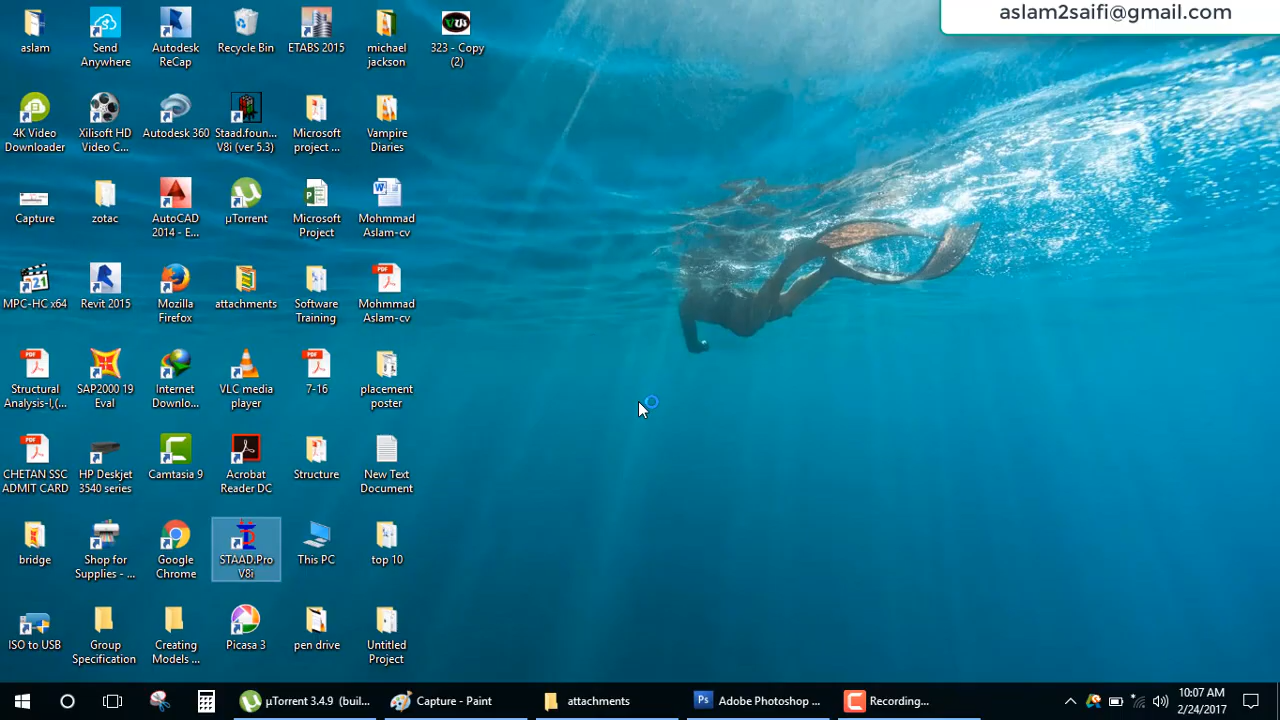 aslam2saifi@gmail.com
aslam
Send
Anywhere
Autodesk
ReCap
Recycle Bin
ETABS 2015
michael
jackson
323 - Copy
(2)
4K Video
Downloader
Xilisoft HD
Video C...
Autodesk 360
Staad.foun...
V8i (ver 5.3)
Microsoft
project ...
Vampire
Diaries
Capture
zotac
AutoCAD
2014 - E...
µTorrent
Microsoft
Project
Mohmmad
Aslam-cv
MPC-HC x64
Revit 2015
Mozilla
Firefox
attachments
Software
Training
Mohmmad
Aslam-cv
Structural
Analysis-I,(...
SAP2000 19
Eval
Internet
Downlo...
VLC media
player
7-16
placement
poster
CHETAN SSC
ADMIT CARD
HP Deskjet
3540 series
Camtasia 9
Acrobat
Reader DC
Structure
New Text
Document
bridge
Shop for
Supplies - ...
Google
Chrome
STAAD.Pro
V8i
This PC
top 10
ISO to USB
Group
Specification
Creating
Models ...
Picasa 3
pen drive
Untitled
Project
µTorrent 3.4.9 (buil...
Capture - Paint
attachments
Adobe Photoshop ...
Recording...
10:07 AM
2/24/2017